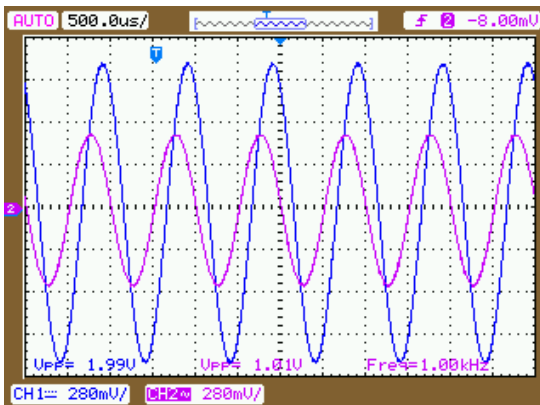 AUTO 500.0us/ T ƒ 2 -8.00mV
T
2
VPP= 1.99V VPP= 1.01V Freq=1.00kHz
CH1 280mV/ CH2 280mV/